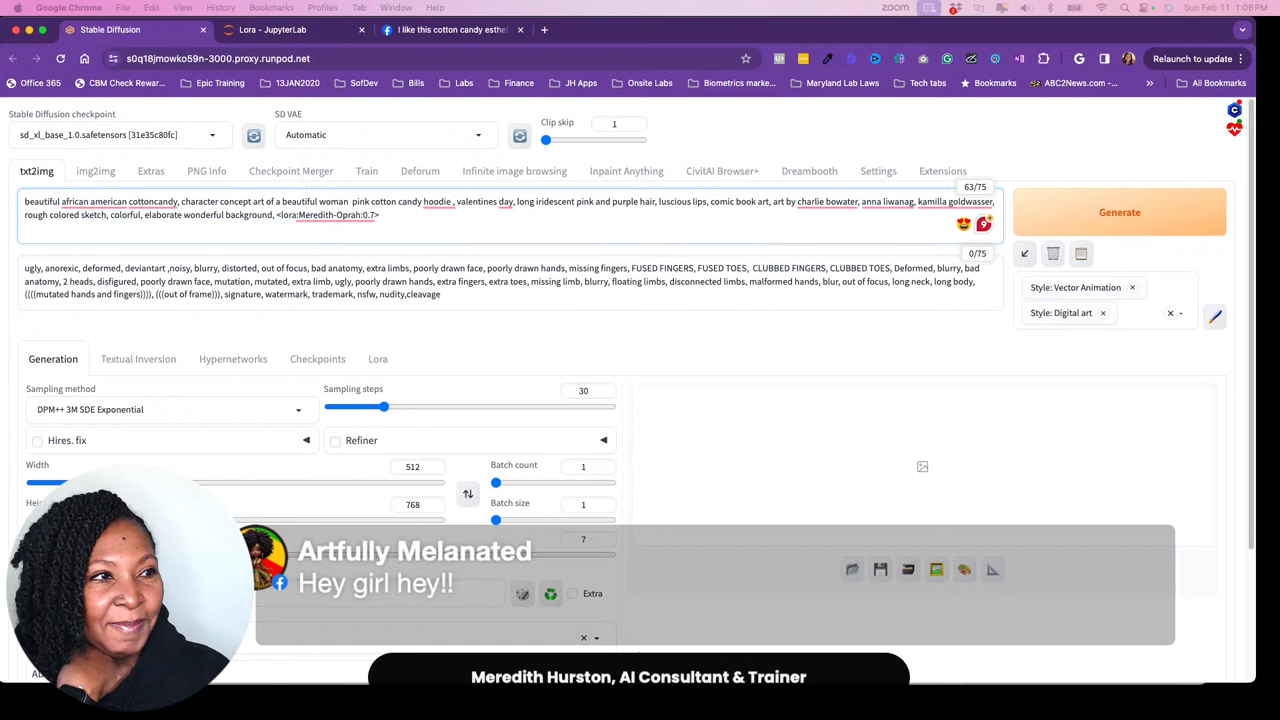 Google Chrome File Edit View History Bookmarks Profiles Tab Window Help zoom 2 Sun Feb 11 1:06 PM
Stable Diffusion × Lora - JupyterLab × I like this cotton candy esthet ×
s0q18jmowko59n-3000.proxy.runpod.net Relaunch to update
Office 365 CBM Check Rewar... Epic Training 13JAN2020 SofDev Bills Labs Finance JH Apps Onsite Labs Biometrics marke... Maryland Lab Laws Tech tabs Bookmarks ABC2News.com -... » All Bookmarks
Stable Diffusion checkpoint SD VAE Clip skip 1
sd_xl_base_1.0.safetensors [31e35c80fc] Automatic
txt2img img2img Extras PNG Info Checkpoint Merger Train Deforum Infinite image browsing Inpaint Anything CivitAI Browser+ Dreambooth Settings Extensions
63/75
beautiful african american cottoncandy, character concept art of a beautiful woman pink cotton candy hoodie , valentines day, long iridescent pink and purple hair, luscious lips, comic book art, art by charlie bowater, anna liwanag, kamilla goldwasser,
rough colored sketch, colorful, elaborate wonderful background, <lora:Meredith-Oprah:0.7>
9
Generate
0/75
ugly, anorexic, deformed, deviantart ,noisy, blurry, distorted, out of focus, bad anatomy, extra limbs, poorly drawn face, poorly drawn hands, missing fingers, FUSED FINGERS, FUSED TOES, CLUBBED FINGERS, CLUBBED TOES, Deformed, blurry, bad
anatomy, 2 heads, disfigured, poorly drawn face, mutation, mutated, extra limb, ugly, poorly drawn hands, extra fingers, extra toes, missing limb, blurry, floating limbs, disconnected limbs, malformed hands, blur, out of focus, long neck, long body,
((((mutated hands and fingers)))), (((out of frame))), signature, watermark, trademark, nsfw, nudity,cleavage
Style: Vector Animation ×
Style: Digital art ×
Generation Textual Inversion Hypernetworks Checkpoints Lora
Sampling method Sampling steps 30
DPM++ 3M SDE Exponential
Hires. fix Refiner
Width 512 Batch count 1
768 Batch size 1
7
Artfully Melanated
Hey girl hey!!
Extra
Meredith Hurston, AI Consultant & Trainer